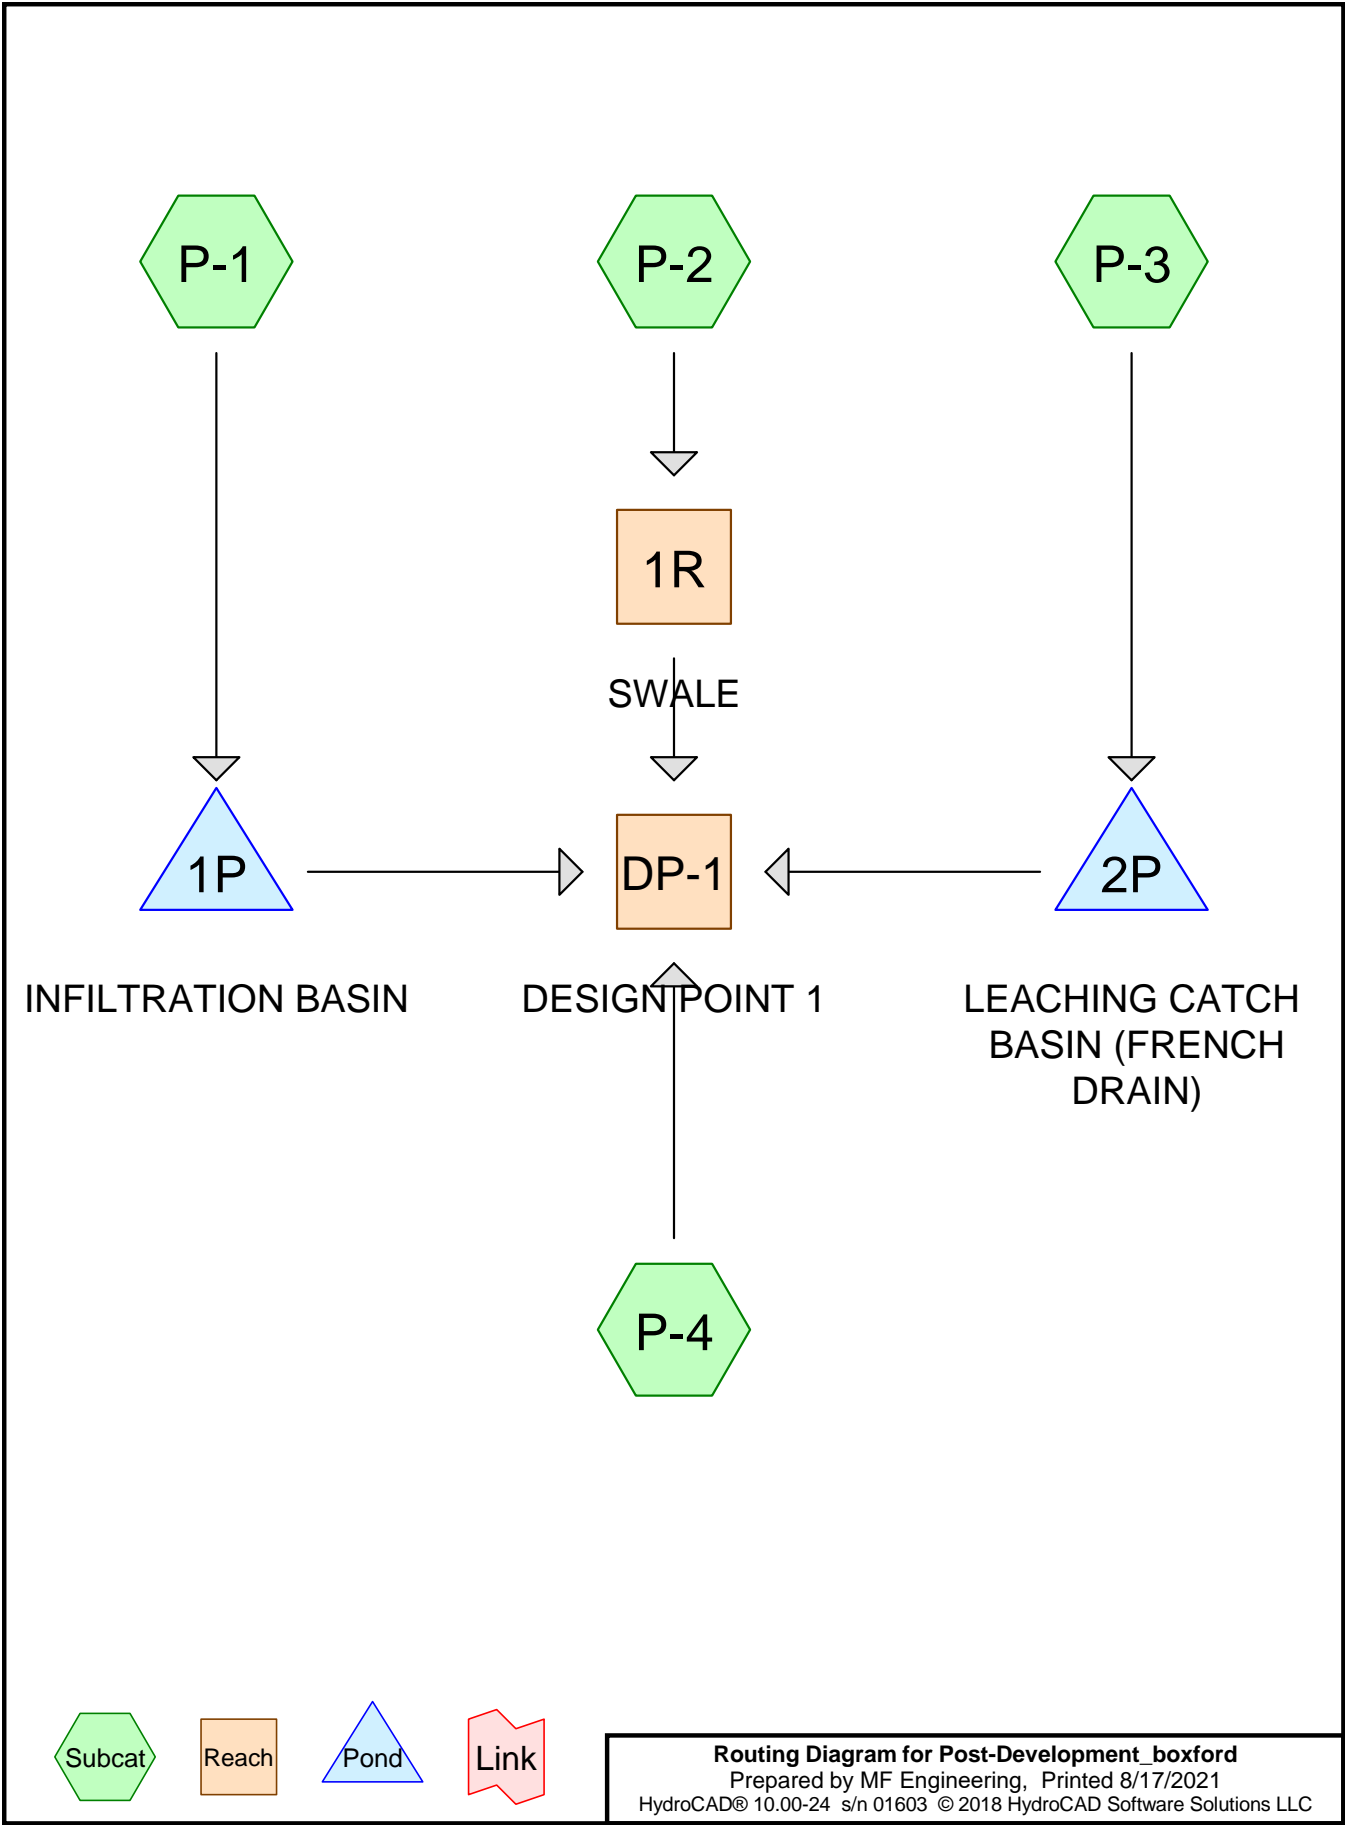 P-1
P-2
P-3
1R
SWALE
1P
DP-1
2P
INFILTRATION BASIN
DESIGN POINT 1
LEACHING CATCH
BASIN (FRENCH
DRAIN)
P-4
Subcat
Reach
Pond
Link
Routing Diagram for Post-Development_boxford
Prepared by MF Engineering, Printed 8/17/2021
HydroCAD® 10.00-24 s/n 01603 © 2018 HydroCAD Software Solutions LLC